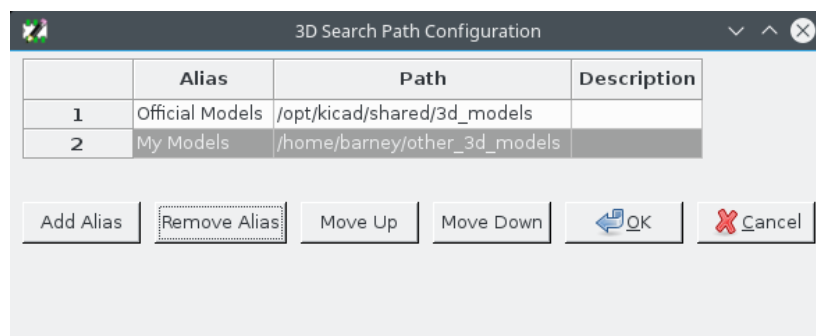 3D Search Path Configuration
Alias Path Description
1 Official Models /opt/kicad/shared/3d_models
2 My Models /home/barney/other_3d_models
Add Alias Remove Alias Move Up Move Down OK Cancel